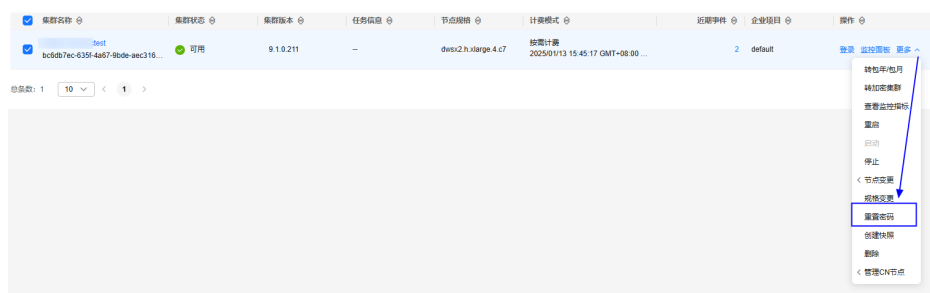 集群名称 集群状态 集群版本 任务信息 节点规格 计费模式 近期事件 企业项目 操作
test 可用 9.1.0.211 -- dwsx2.h.xlarge.4.c7 按需计费 2 default 登录 监控面板 更多
bc6db7ec-635f-4a67-9bde-aec316... 2025/01/13 15:45:17 GMT+08:00 ...
总条数: 1 10 1
转包年/包月
转加密集群
查看监控指标
重启
启动
停止
节点变更
规格变更
重置密码
创建快照
删除
管理CN节点